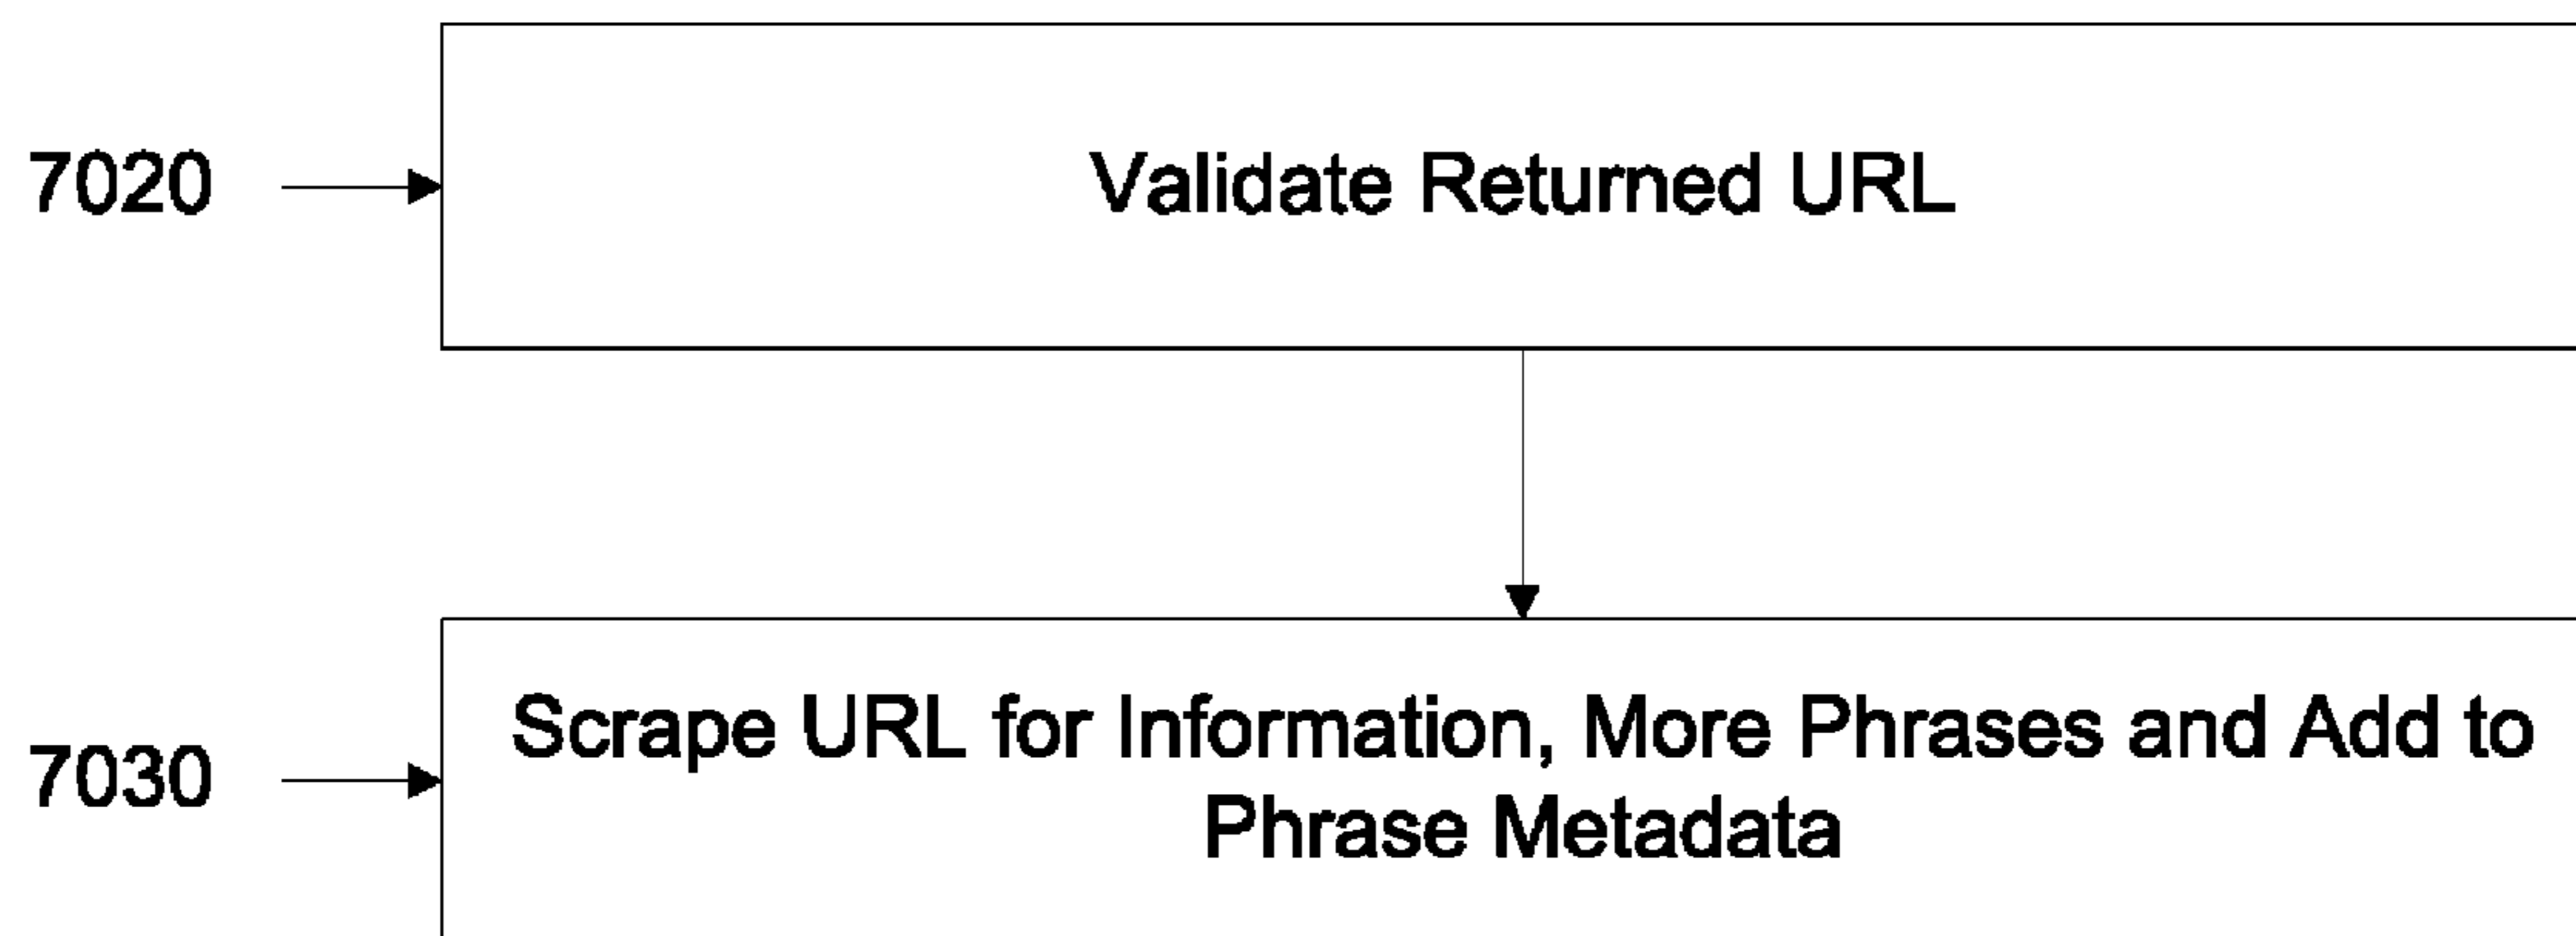 7020
Validate Returned URL
7030
Scrape URL for Information, More Phrases and Add to
Phrase Metadata